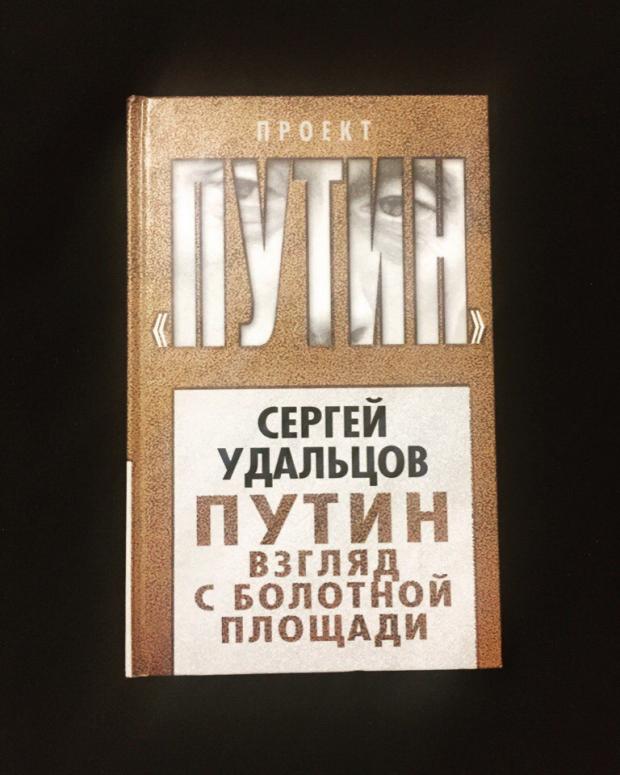 ПРОЕКТ
«ПУТИН»
СЕРГЕЙ
УДАЛЬЦОВ
ПУТИН
ВЗГЛЯД
С БОЛОТНОЙ
ПЛОЩАДИ